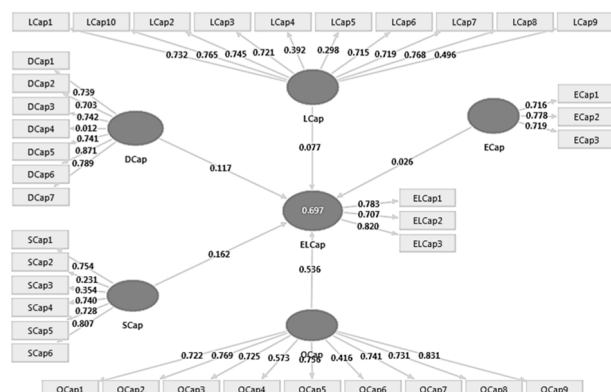 LCap1 LCap10 LCap2 LCap3 LCap4 LCap5 LCap6 LCap7 LCap8 LCap9
0.732 0.765 0.745 0.721 0.392 0.298 0.715 0.719 0.768 0.496
LCap
DCap1
DCap2
DCap3
DCap4
DCap5
DCap6
DCap7
0.739
0.703
0.742
0.012
0.741
0.871
0.789
DCap
ECap1
ECap2
ECap3
0.716
0.778
0.719
ECap
0.077
0.117
0.026
0.697
ELCap
0.783
0.707
0.820
ELCap1
ELCap2
ELCap3
SCap1
SCap2
SCap3
SCap4
SCap5
SCap6
0.754
0.231
0.354
0.740
0.728
0.807
SCap
0.162
0.536
OCap
0.722 0.769 0.725 0.573 0.756 0.416 0.741 0.731 0.831
OCap1 OCap2 OCap3 OCap4 OCap5 OCap6 OCap7 OCap8 OCap9